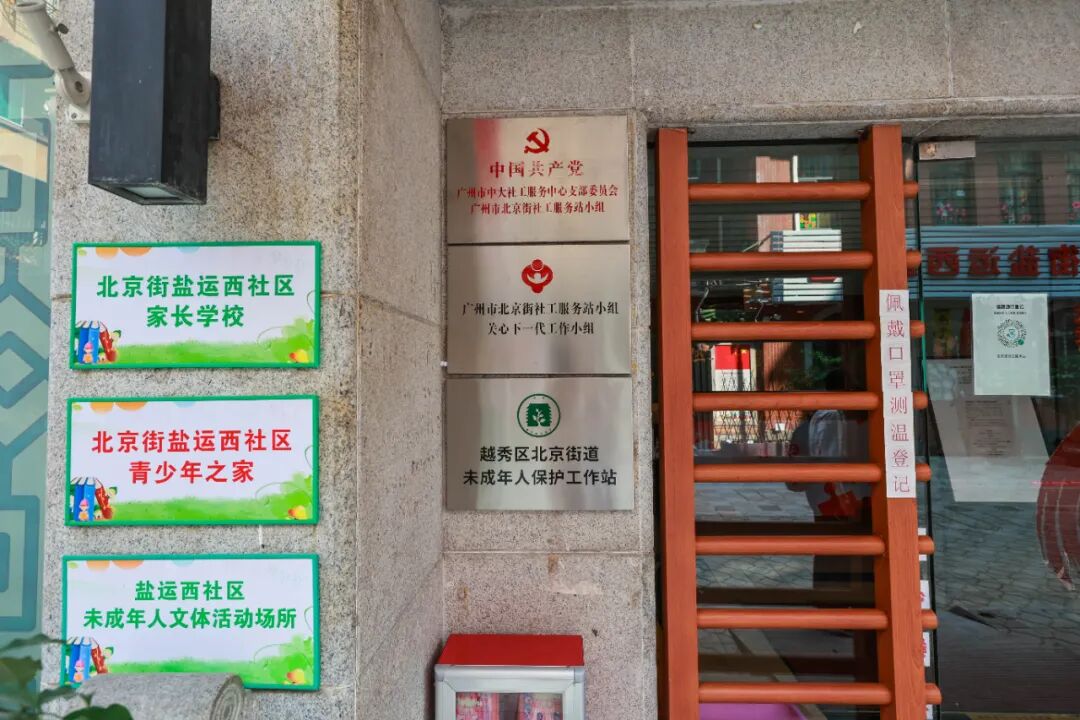 北京街盐运西社区
家长学校
北京街盐运西社区
青少年之家
盐运西社区
未成年人文体活动场所
中国共产党
广州市中大社工服务中心支部委员会
广州市北京街社工服务站小组
广州市北京街社工服务站小组
关心下一代工作小组
越秀区北京街道
未成年人保护工作站
佩戴口罩测温登记
盐运西